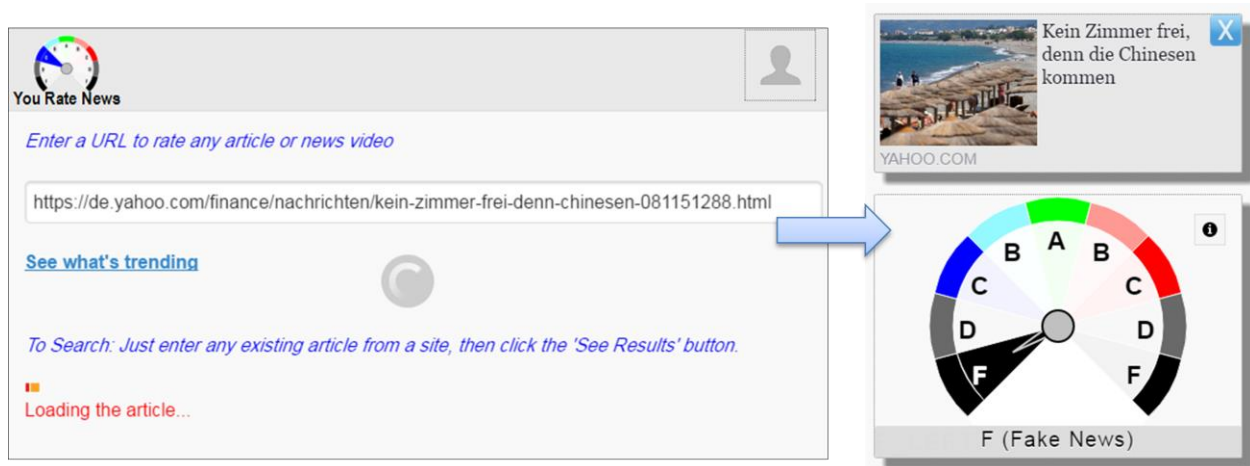 You Rate News
Enter a URL to rate any article or news video
https://de.yahoo.com/finance/nachrichten/kein-zimmer-frei-denn-chinesen-081151288.html
See what's trending
To Search: Just enter any existing article from a site, then click the 'See Results' button.
Loading the article...
Kein Zimmer frei,
denn die Chinesen
kommen
X
YAHOO.COM
A
B
B
C
C
D
D
F
F
F (Fake News)